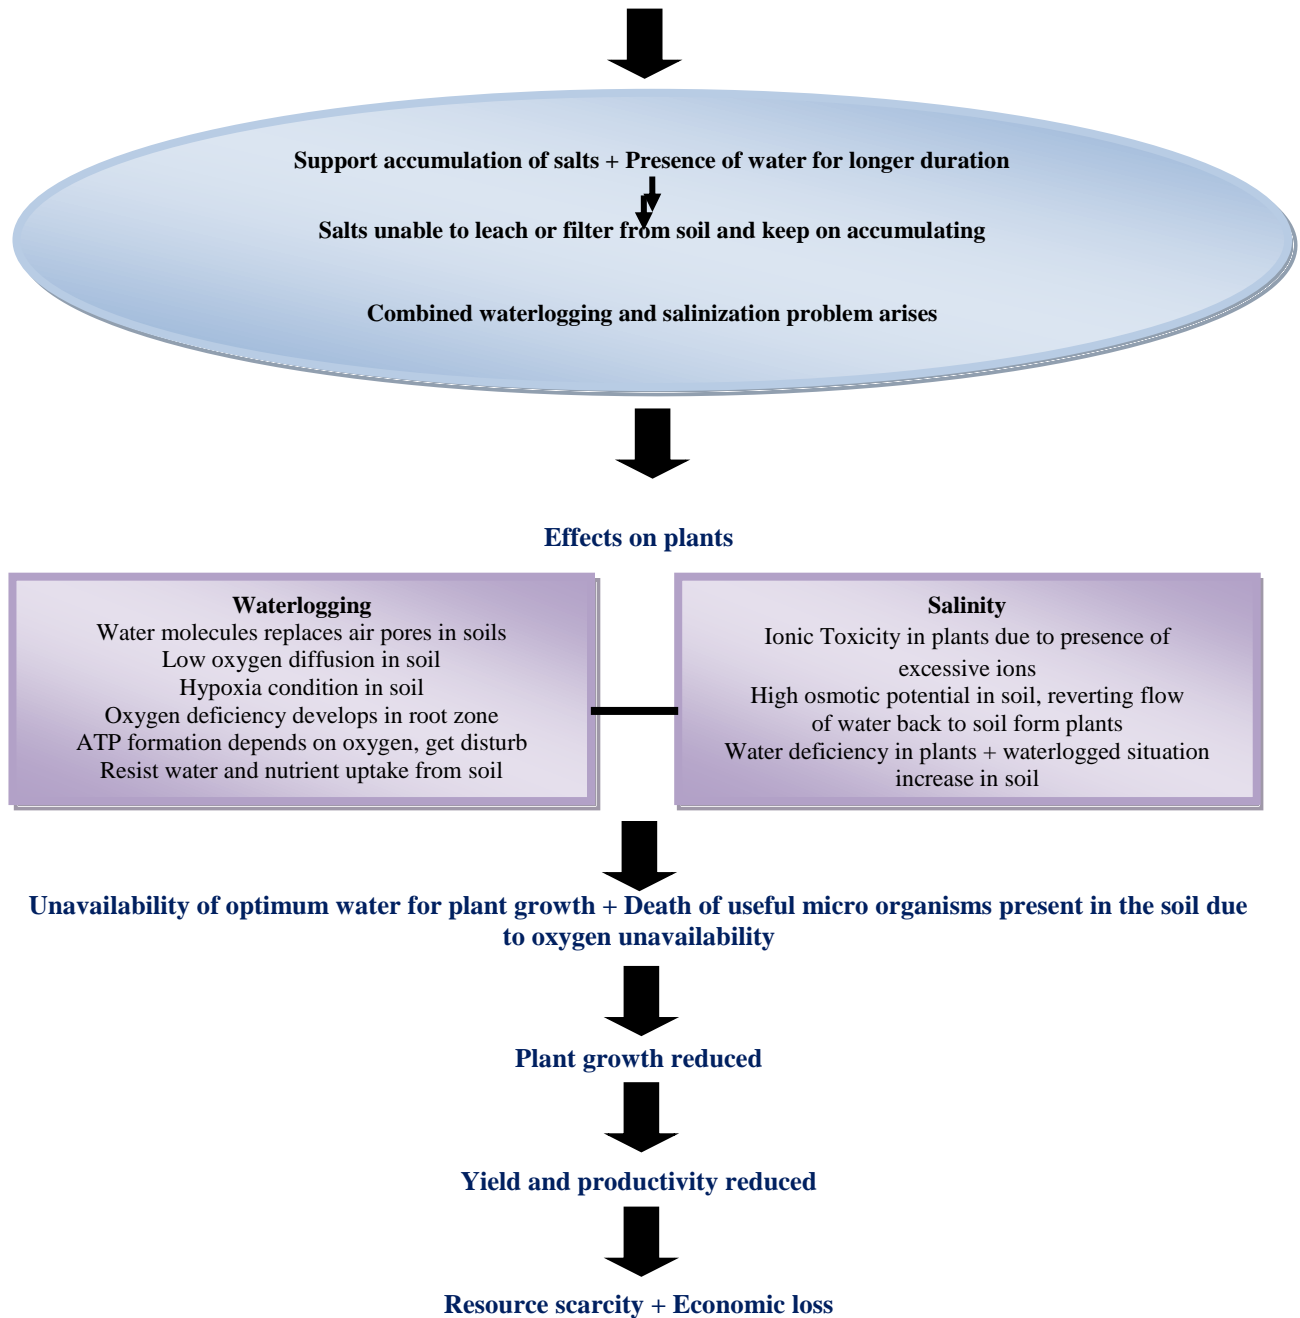 Support accumulation of salts + Presence of water for longer duration
Salts unable to leach or filter from soil and keep on accumulating
Combined waterlogging and salinization problem arises
Effects on plants
Waterlogging
Water molecules replaces air pores in soils
Low oxygen diffusion in soil
Hypoxia condition in soil
Oxygen deficiency develops in root zone
ATP formation depends on oxygen, get disturb
Resist water and nutrient uptake from soil
Salinity
Ionic Toxicity in plants due to presence of
excessive ions
High osmotic potential in soil, reverting flow
of water back to soil form plants
Water deficiency in plants + waterlogged situation
increase in soil
Unavailability of optimum water for plant growth + Death of useful micro organisms present in the soil due
to oxygen unavailability
Plant growth reduced
Yield and productivity reduced
Resource scarcity + Economic loss